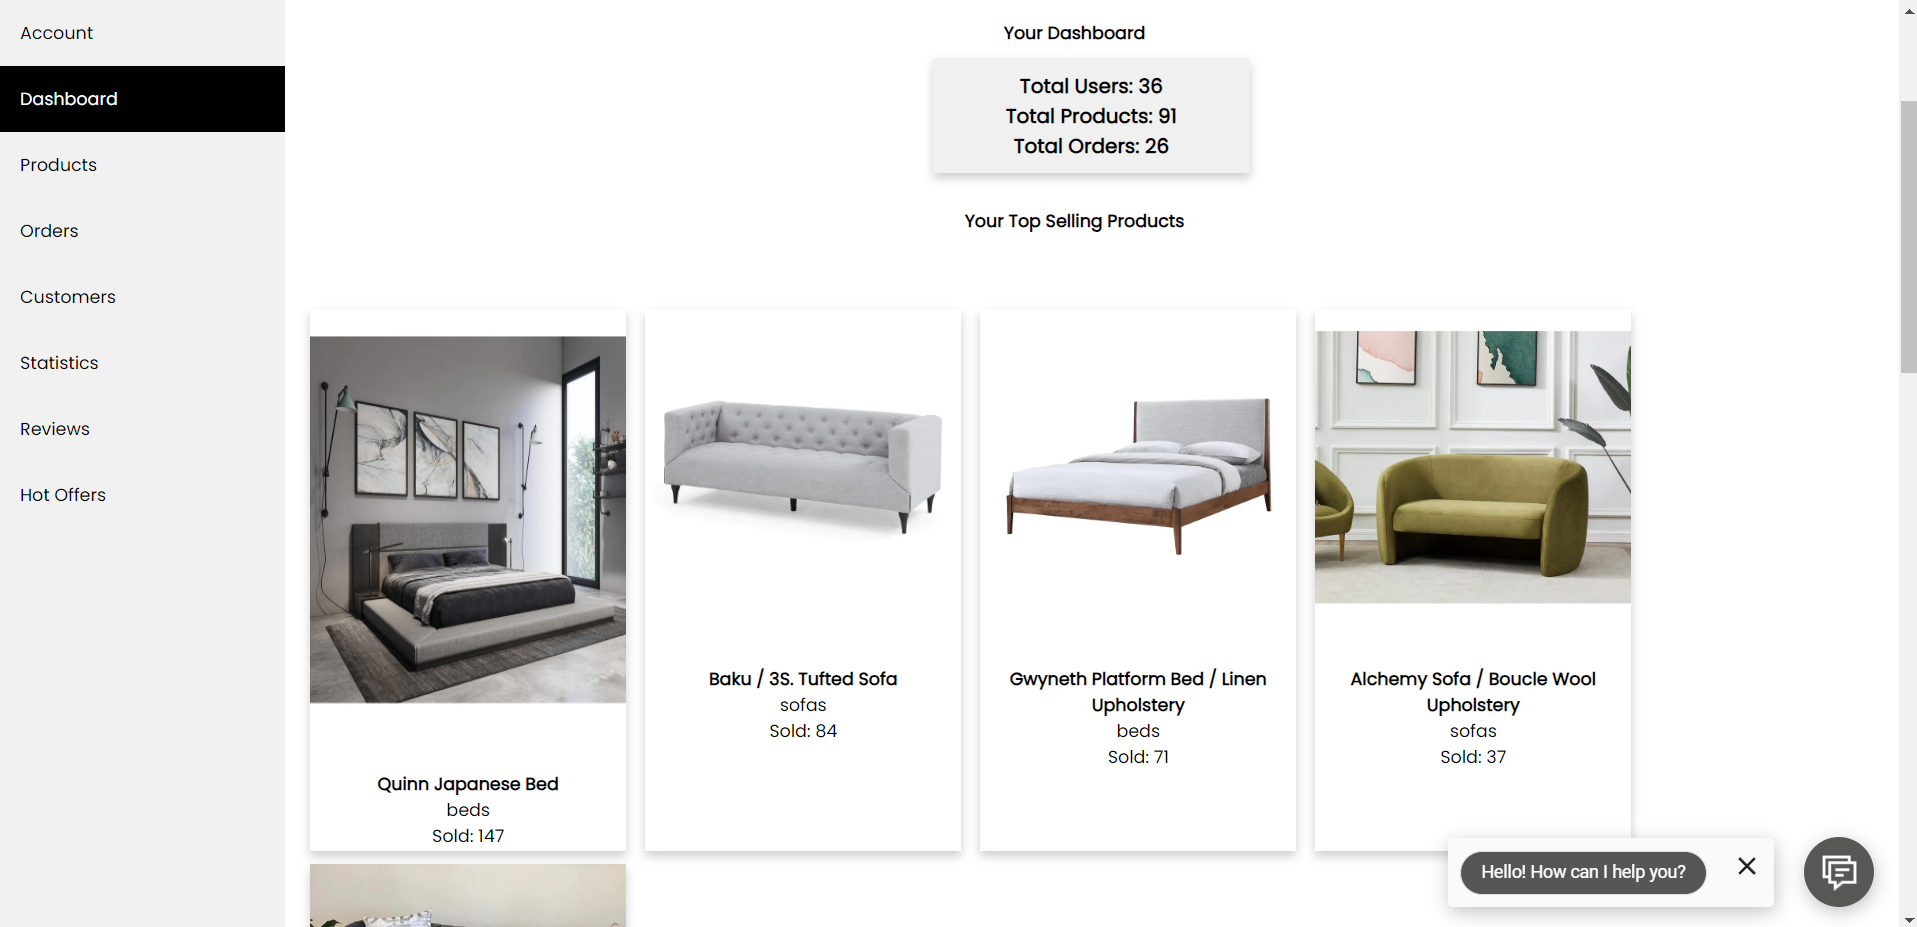 Account
Dashboard
Products
Orders
Customers
Statistics
Reviews
Hot Offers
Your Dashboard
Total Users: 36
Total Products: 91
Total Orders: 26
Your Top Selling Products
Quinn Japanese Bed
beds
Sold: 147
Baku / 3S. Tufted Sofa
sofas
Sold: 84
Gwyneth Platform Bed / Linen
Upholstery
beds
Sold: 71
Alchemy Sofa / Boucle Wool
Upholstery
sofas
Sold: 37
Hello! How can I help you?